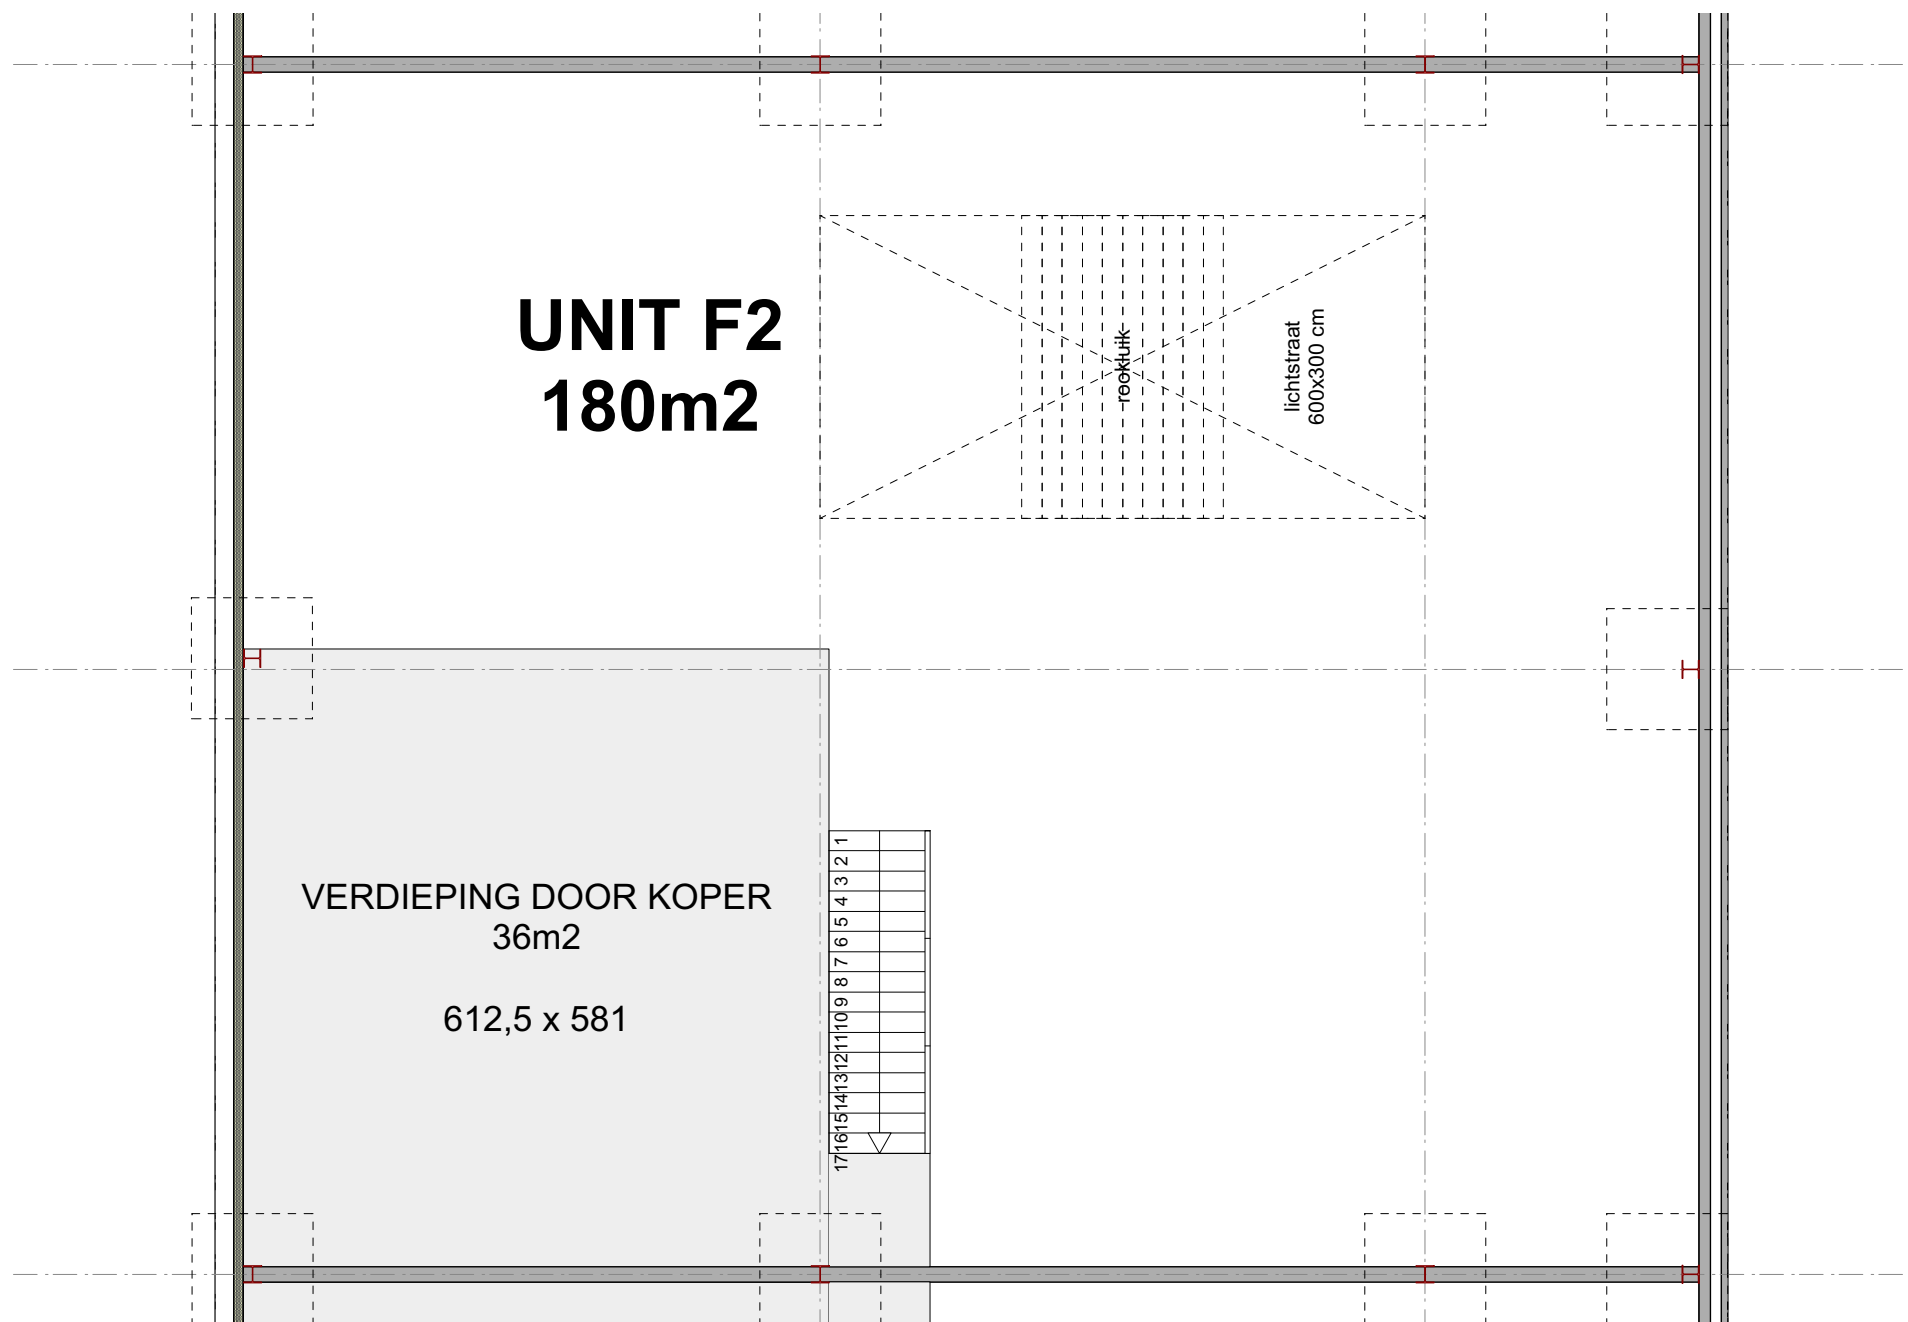 UNIT F2
180m2
rookluik
lichtstraat
600x300 cm
VERDIEPING DOOR KOPER
36m2
612,5 x 581
1
2
3
4
5
6
7
8
9
10
11
12
13
14
15
16
17